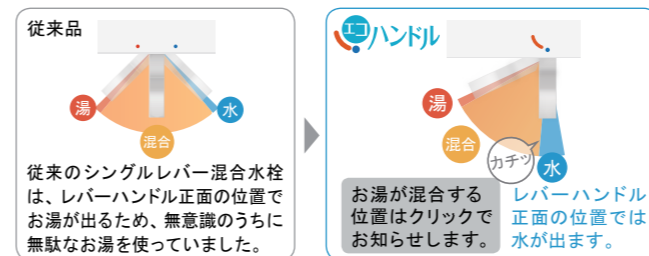 従来品
湯
水
混合
従来のシングルレバー混合水栓
は、レバーハンドル正面の位置で
お湯が出るため、無意識のうちに
無駄なお湯を使っていました。
エコハンドル
湯
混合
カチッ
水
お湯が混合する
位置はクリックで
お知らせします。
レバーハンドル
正面の位置では
水が出ます。